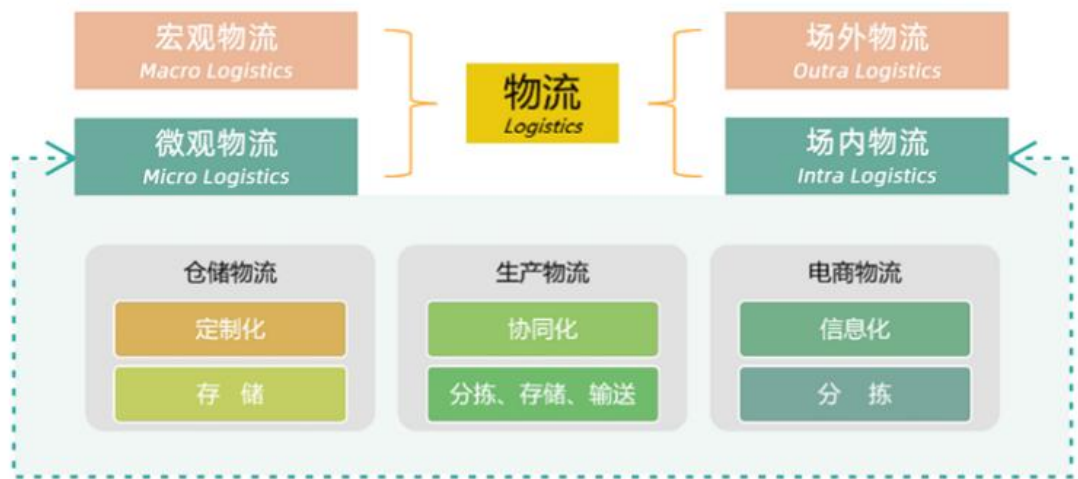 宏观物流
Macro Logistics
微观物流
Micro Logistics
物流
Logistics
场外物流
Outra Logistics
场内物流
Intra Logistics
仓储物流
定制化
存 储
生产物流
协同化
分拣、存储、输送
电商物流
信息化
分 拣